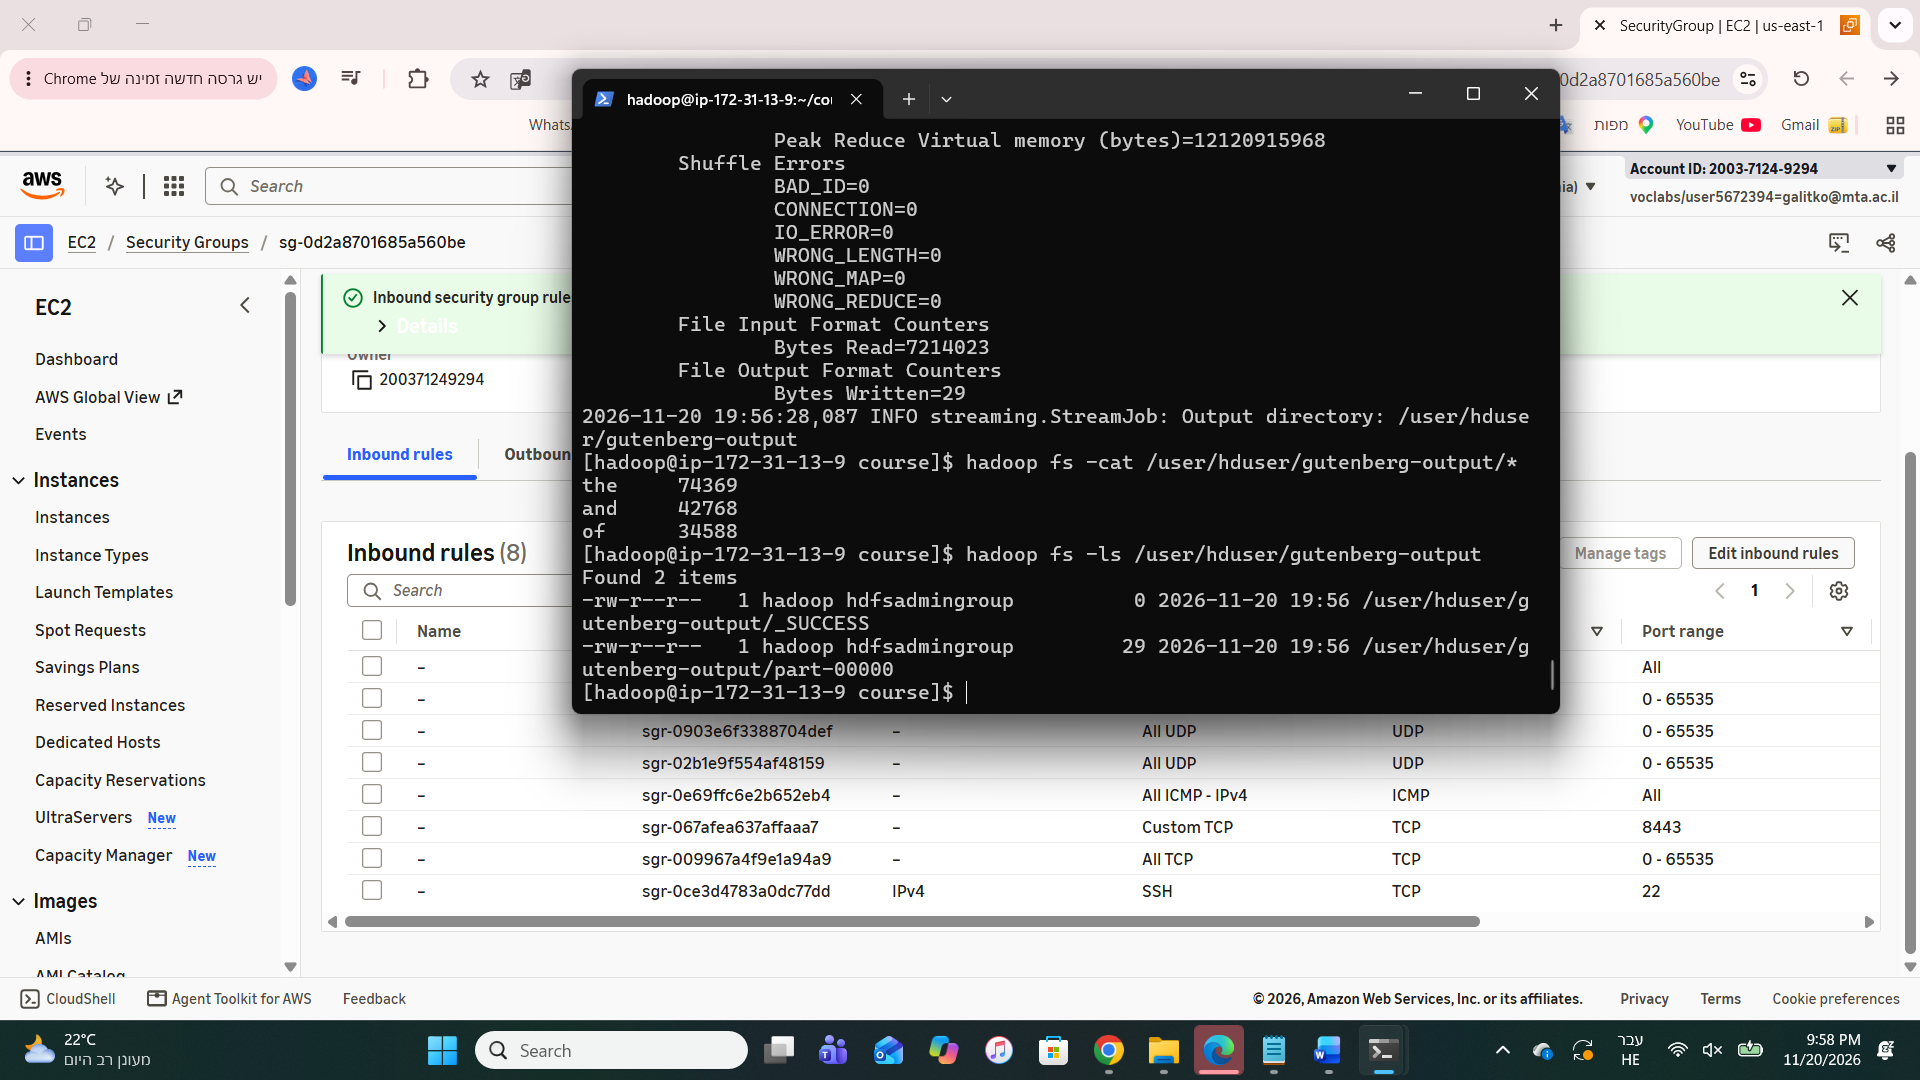 SecurityGroup | EC2 | us-east-1
יש גרסה חדשה זמינה של Chrome
0d2a8701685a560be
Whats
מפות
YouTube
Gmail
aws
Search
Account ID: 2003-7124-9294
voclabs/user5672394=galitko@mta.ac.il
EC2 / Security Groups / sg-0d2a8701685a560be
EC2
Dashboard
AWS Global View
Events
Instances
Instances
Instance Types
Launch Templates
Spot Requests
Savings Plans
Reserved Instances
Dedicated Hosts
Capacity Reservations
UltraServers New
Capacity Manager New
Images
AMIs
AMI Catalog
Inbound security group rule
Details
Owner
200371249294
Inbound rules
Outboun
Inbound rules (8)
Manage tags
Edit inbound rules
Search
1
Name
Port range
– All
– 0 - 65535
– sgr-0903e6f3388704def – All UDP UDP 0 - 65535
– sgr-02b1e9f554af48159 – All UDP UDP 0 - 65535
– sgr-0e69ffc6e2b652eb4 – All ICMP - IPv4 ICMP All
– sgr-067afea637affaaa7 – Custom TCP TCP 8443
– sgr-009967a4f9e1a94a9 – All TCP TCP 0 - 65535
– sgr-0ce3d4783a0dc77dd IPv4 SSH TCP 22
hadoop@ip-172-31-13-9:~/cou
Peak Reduce Virtual memory (bytes)=12120915968
Shuffle Errors
BAD_ID=0
CONNECTION=0
IO_ERROR=0
WRONG_LENGTH=0
WRONG_MAP=0
WRONG_REDUCE=0
File Input Format Counters
Bytes Read=7214023
File Output Format Counters
Bytes Written=29
2026-11-20 19:56:28,087 INFO streaming.StreamJob: Output directory: /user/hduse
r/gutenberg-output
[hadoop@ip-172-31-13-9 course]$ hadoop fs -cat /user/hduser/gutenberg-output/*
the 74369
and 42768
of 34588
[hadoop@ip-172-31-13-9 course]$ hadoop fs -ls /user/hduser/gutenberg-output
Found 2 items
-rw-r--r-- 1 hadoop hdfsadmingroup 0 2026-11-20 19:56 /user/hduser/g
utenberg-output/_SUCCESS
-rw-r--r-- 1 hadoop hdfsadmingroup 29 2026-11-20 19:56 /user/hduser/g
utenberg-output/part-00000
[hadoop@ip-172-31-13-9 course]$
CloudShell
Agent Toolkit for AWS
Feedback
© 2026, Amazon Web Services, Inc. or its affiliates.
Privacy
Terms
Cookie preferences
22°C
מעונן רב היום
Search
עבר
HE
9:58 PM
11/20/2026